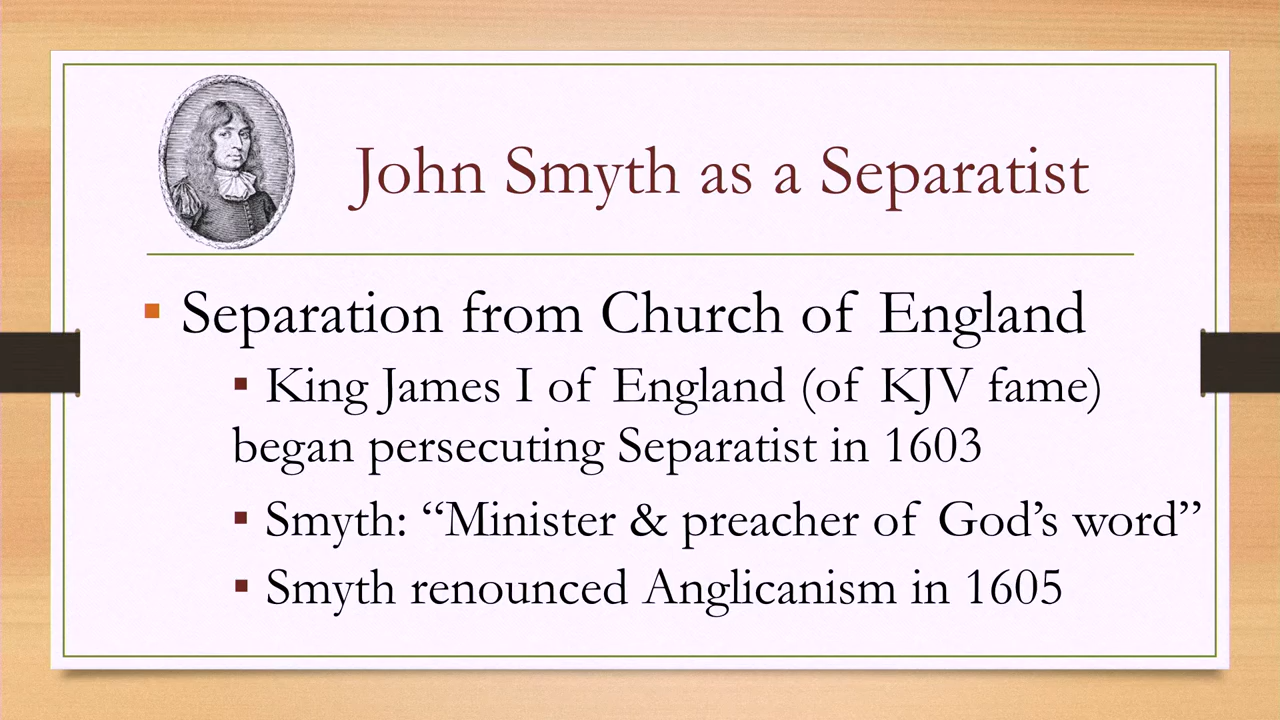 John Smyth as a Separatist
▪ Separation from Church of England
▪ King James I of England (of KJV fame)
began persecuting Separatist in 1603
▪ Smyth: “Minister & preacher of God’s word”
▪ Smyth renounced Anglicanism in 1605